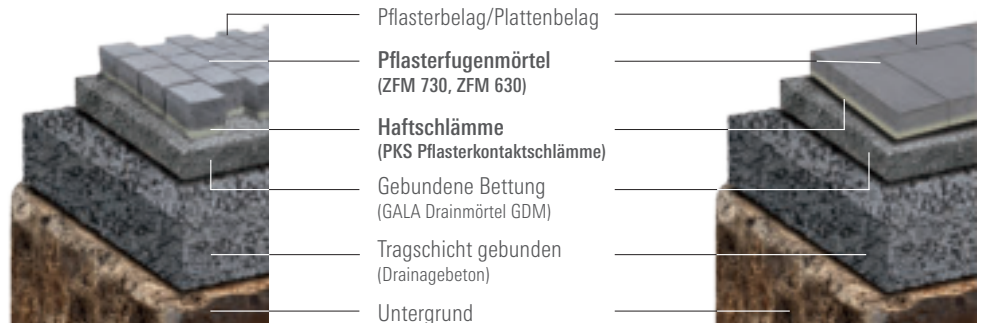 Pflasterbelag/Plattenbelag
Pflasterfugenmörtel
(ZFM 730, ZFM 630)
Haftschlämme
(PKS Pflasterkontaktschlämme)
Gebundene Bettung
(GALA Drainmörtel GDM)
Tragschicht gebunden
(Drainagebeton)
Untergrund